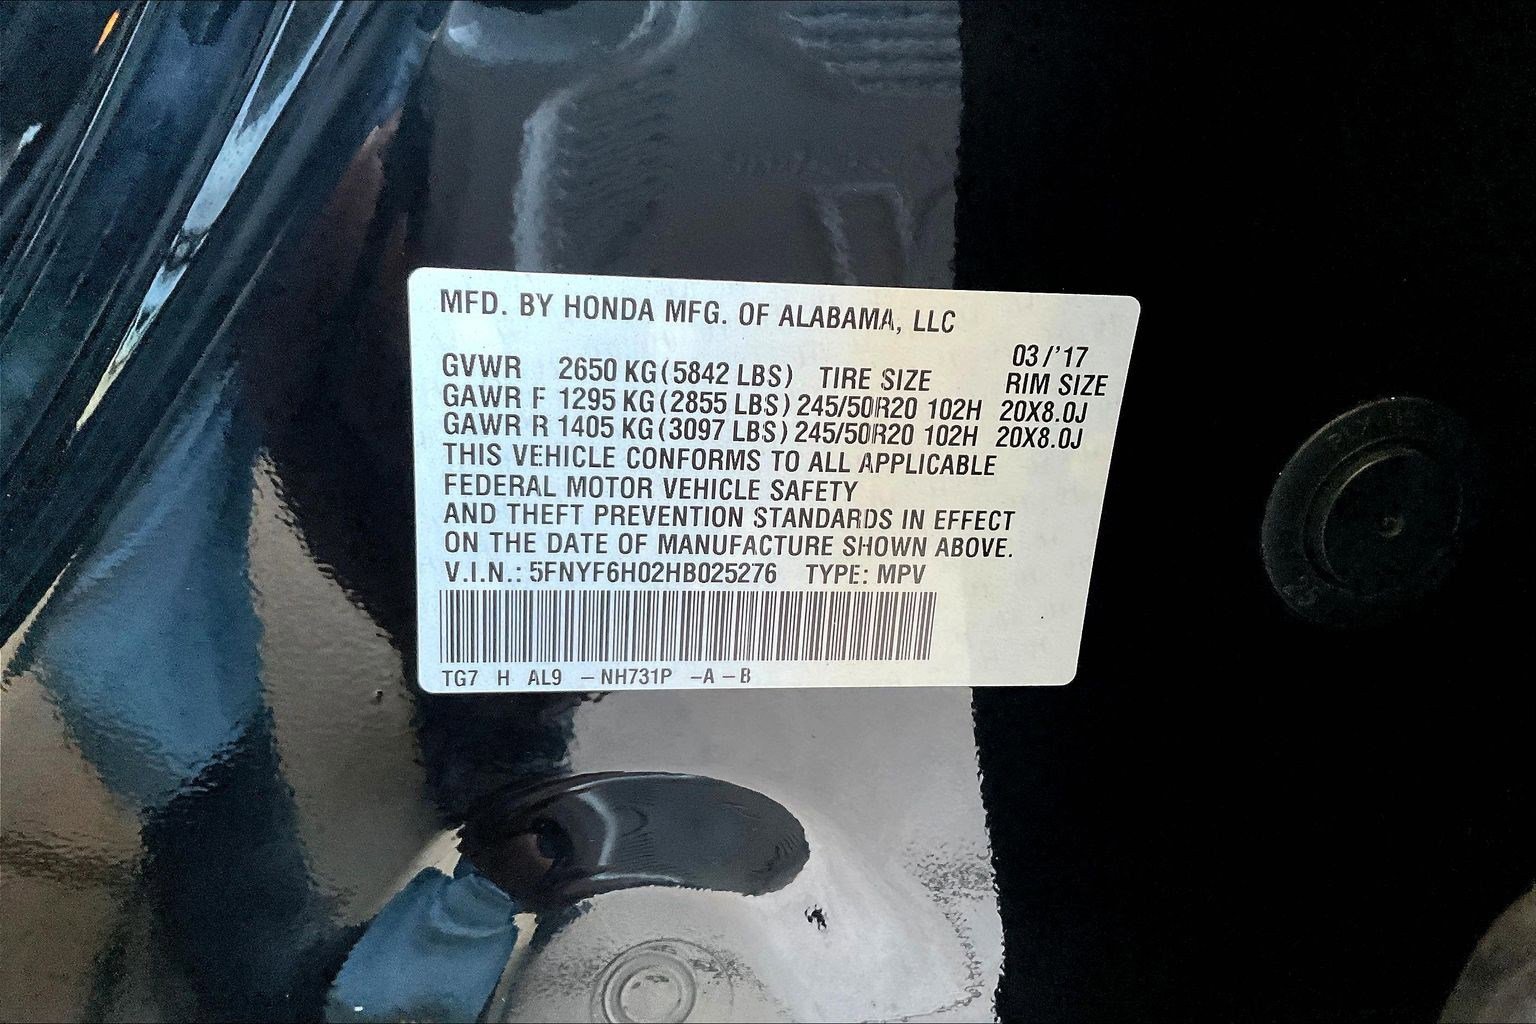 MFD. BY HONDA MFG. OF ALABAMA, LLC
03/'17
GVWR 2650 KG(5842 LBS) TIRE SIZE RIM SIZE
GAWR F 1295 KG(2855 LBS) 245/50R20 102H 20X8.0J
GAWR R 1405 KG(3097 LBS) 245/50R20 102H 20X8.0J
THIS VEHICLE CONFORMS TO ALL APPLICABLE
FEDERAL MOTOR VEHICLE SAFETY
AND THEFT PREVENTION STANDARDS IN EFFECT
ON THE DATE OF MANUFACTURE SHOWN ABOVE.
V.I.N.: 5FNYF6H02HB025276 TYPE: MPV
TG7 H AL9 -NH731P -A-B